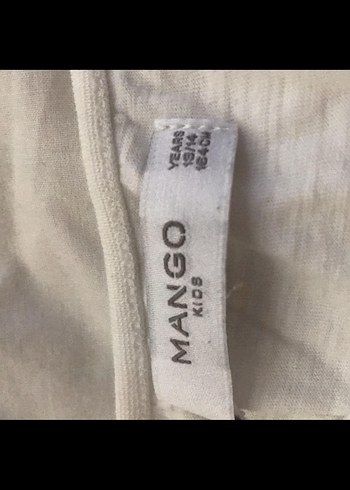 MANGO
KIDS
YEARS
13/14
164CM